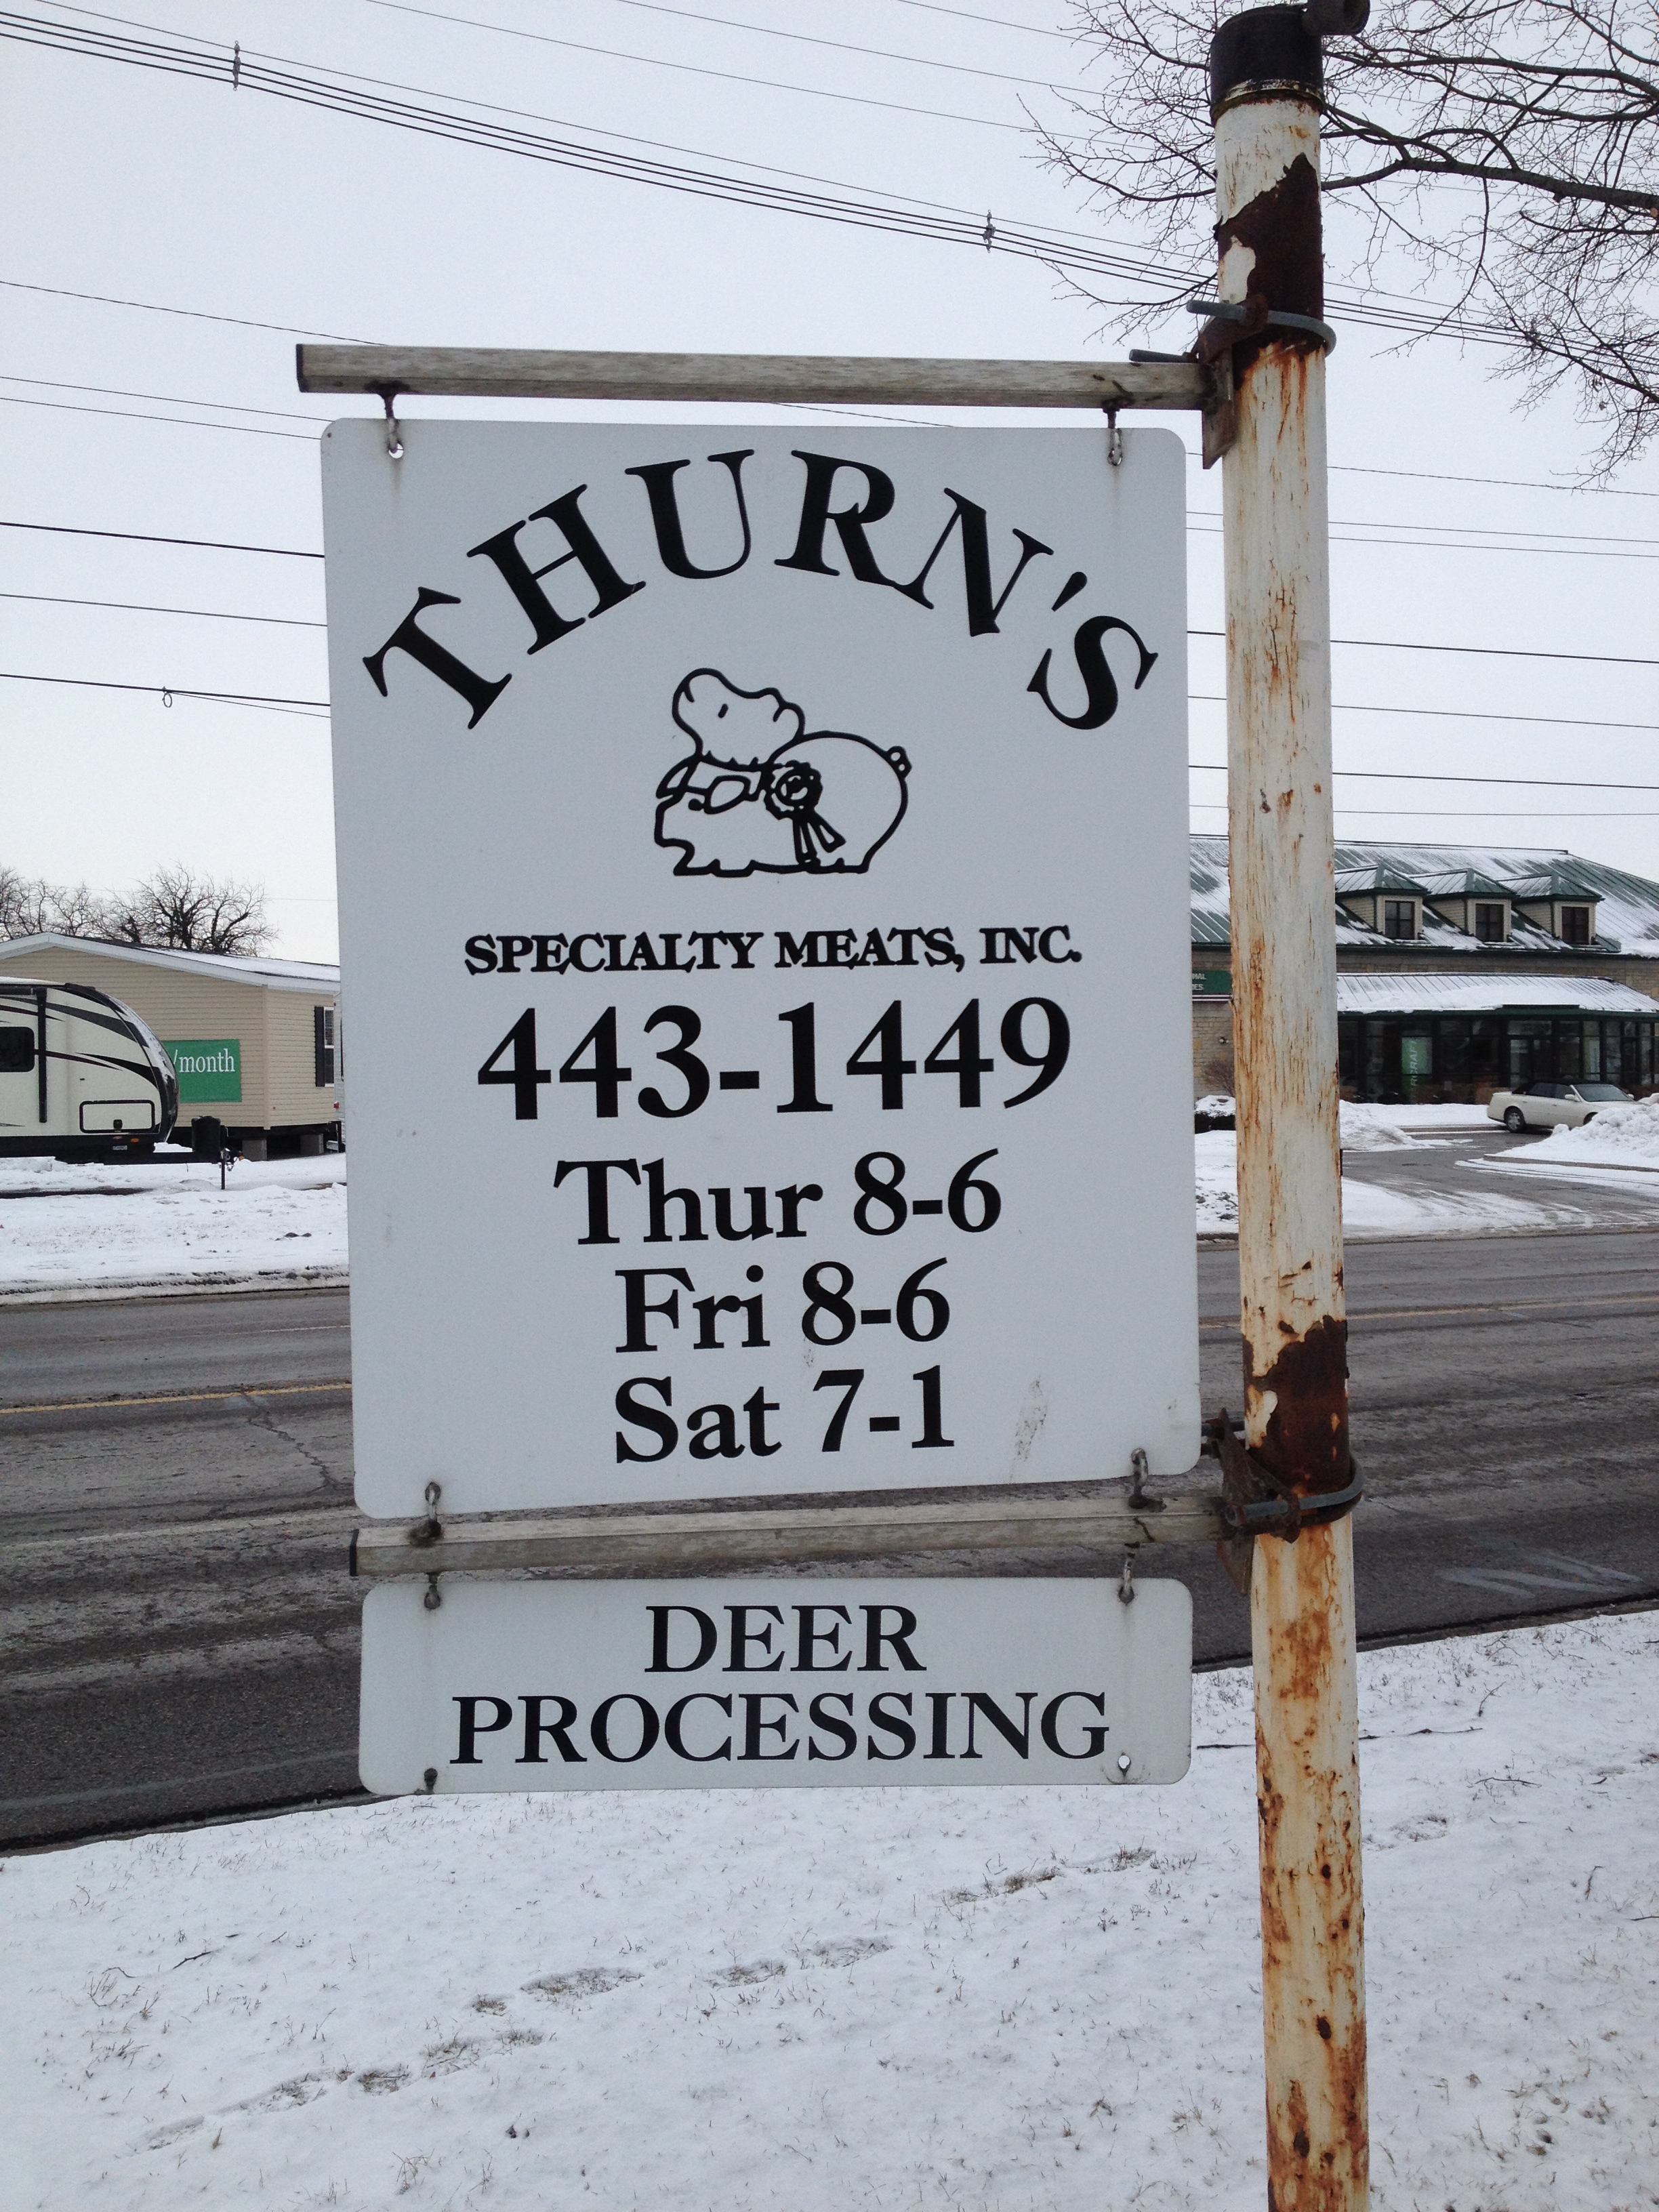 THURN'S
SPECIALTY MEATS, INC.
443-1449
Thur 8-6
Fri 8-6
Sat 7-1
DEER
PROCESSING
/month